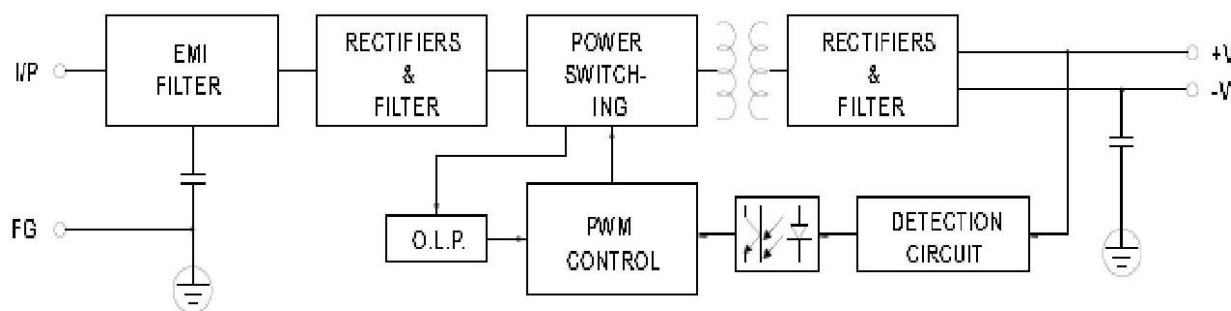 I/P
EMI
FILTER
RECTIFIERS
&
FILTER
POWER
SWITCH-
ING
RECTIFIERS
&
FILTER
+V
-V
FG
O.L.P.
PWM
CONTROL
DETECTION
CIRCUIT